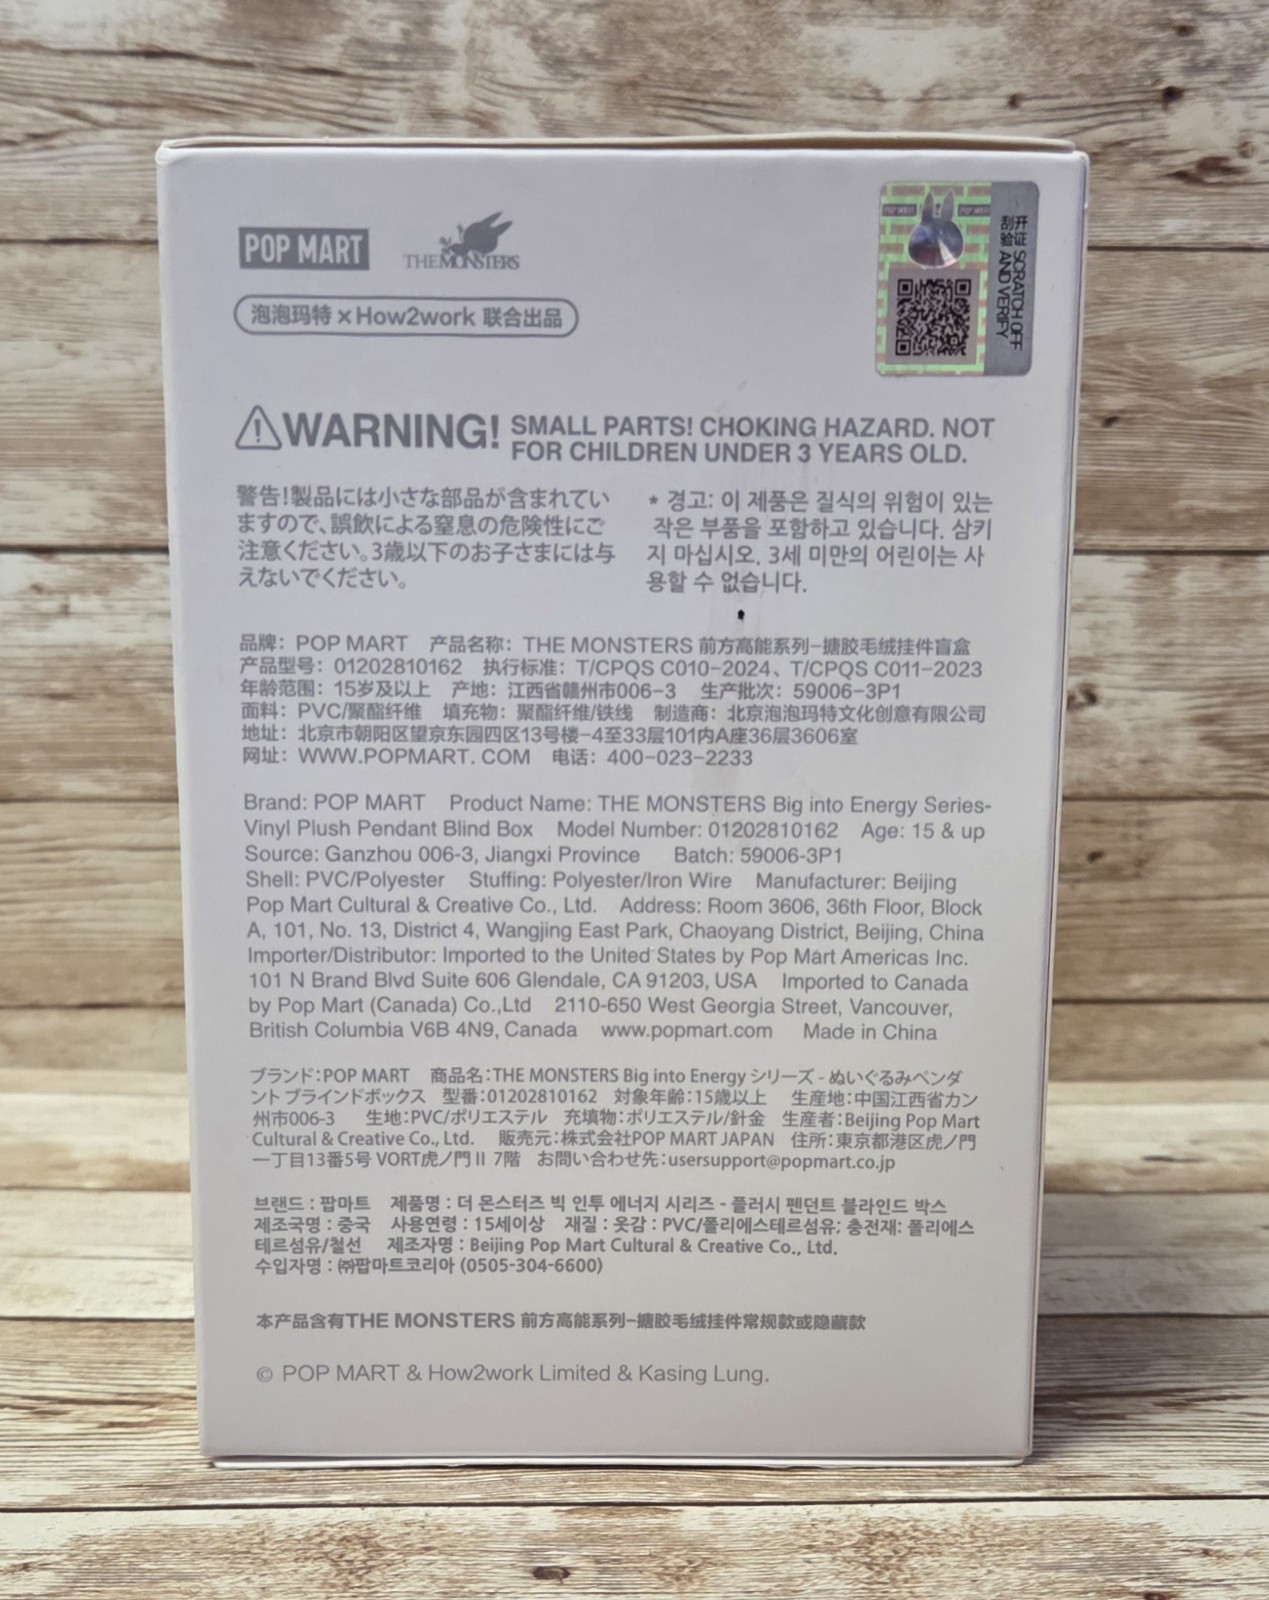 POP MART
THE MONSTERS
泡泡玛特×How2work 联合出品
POP MART
POP MART
刮开
验证 SCRATCH OFF
AND VERIFY
WARNING! SMALL PARTS! CHOKING HAZARD. NOT
FOR CHILDREN UNDER 3 YEARS OLD.
警告!製品には小さな部品が含まれてい
ますので、誤飲による窒息の危険性にご
注意ください。3歳以下のお子さまには与
えないでください。
* 경고: 이 제품은 질식의 위험이 있는
작은 부품을 포함하고 있습니다. 삼키
지 마십시오. 3세 미만의 어린이는 사
용할 수 없습니다.
品牌: POP MART 产品名称: THE MONSTERS 前方高能系列-搪胶毛绒挂件盲盒
产品型号: 01202810162 执行标准: T/CPQS C010-2024、T/CPQS C011-2023
年龄范围: 15岁及以上 产地: 江西省赣州市006-3 生产批次: 59006-3P1
面料: PVC/聚酯纤维 填充物: 聚酯纤维/铁线 制造商: 北京泡泡玛特文化创意有限公司
地址: 北京市朝阳区望京东园四区13号楼-4至33层101内A座36层3606室
网址: WWW.POPMART. COM 电话: 400-023-2233
Brand: POP MART Product Name: THE MONSTERS Big into Energy Series-
Vinyl Plush Pendant Blind Box Model Number: 01202810162 Age: 15 & up
Source: Ganzhou 006-3, Jiangxi Province Batch: 59006-3P1
Shell: PVC/Polyester Stuffing: Polyester/Iron Wire Manufacturer: Beijing
Pop Mart Cultural & Creative Co., Ltd. Address: Room 3606, 36th Floor, Block
A, 101, No. 13, District 4, Wangjing East Park, Chaoyang District, Beijing, China
Importer/Distributor: Imported to the United States by Pop Mart Americas Inc.
101 N Brand Blvd Suite 606 Glendale, CA 91203, USA Imported to Canada
by Pop Mart (Canada) Co.,Ltd 2110-650 West Georgia Street, Vancouver,
British Columbia V6B 4N9, Canada www.popmart.com Made in China
ブランド:POP MART 商品名:THE MONSTERS Big into Energy シリーズ - ぬいぐるみペンダ
ント ブラインドボックス 型番:01202810162 対象年齢:15歳以上 生産地:中国江西省カン
州市006-3 生地:PVC/ポリエステル 充填物:ポリエステル/針金 生産者:Beijing Pop Mart
Cultural & Creative Co., Ltd. 販売元:株式会社POP MART JAPAN 住所:東京都港区虎ノ門
一丁目13番5号 VORT虎ノ門Ⅱ 7階 お問い合わせ先:usersupport@popmart.co.jp
브랜드 : 팝마트 제품명 : 더 몬스터즈 빅 인투 에너지 시리즈 - 플러시 펜던트 블라인드 박스
제조국명 : 중국 사용연령 : 15세이상 재질 : 옷감 : PVC/폴리에스테르섬유; 충전재: 폴리에스
테르섬유/철선 제조자명 : Beijing Pop Mart Cultural & Creative Co., Ltd.
수입자명 : ㈜팝마트코리아 (0505-304-6600)
本产品含有THE MONSTERS 前方高能系列-搪胶毛绒挂件常规款或隐藏款
© POP MART & How2work Limited & Kasing Lung.